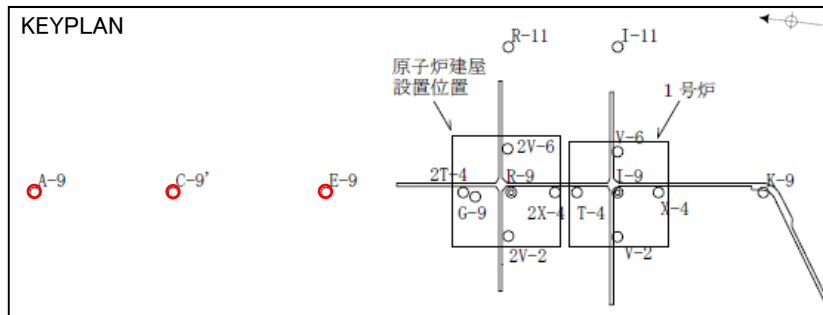 KEYPLAN
R-11
I-11
原子炉建屋
設置位置
1号炉
2V-6
V-6
A-9
C-9'
E-9
2T-4
R-9
I-9
K-9
G-9
2X-4
T-4
X-4
2V-2
V-2